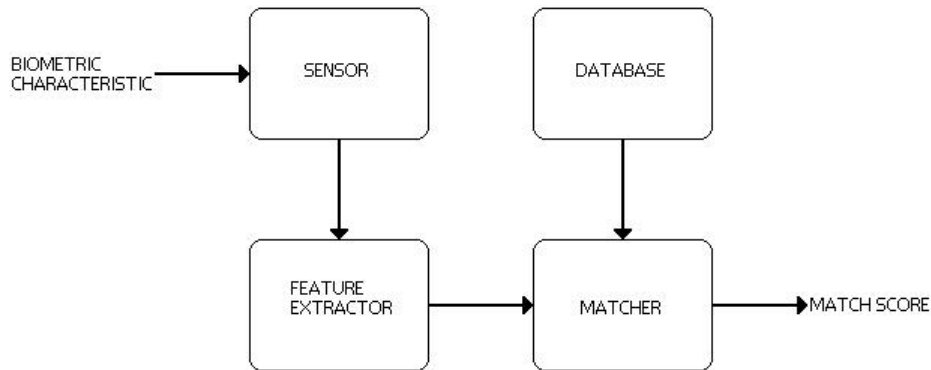 BIOMETRIC
CHARACTERISTIC
SENSOR
DATABASE
FEATURE
EXTRACTOR
MATCHER
MATCH SCORE